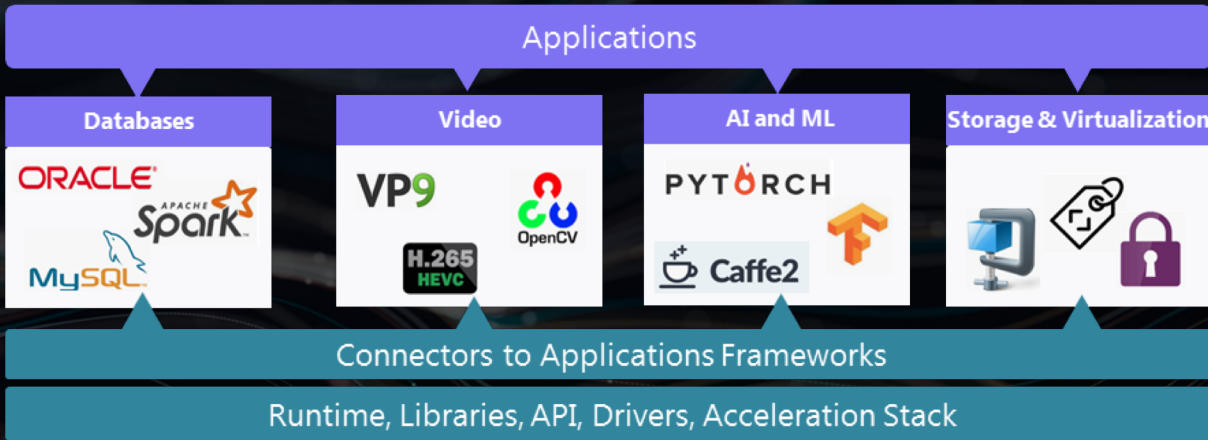 Applications
Databases
Video
AI and ML
Storage & Virtualization
ORACLE
APACHE
Spark
MySQL
VP9
OpenCV
H.265
HEVC
PYTORCH
Caffe2
Connectors to Applications Frameworks
Runtime, Libraries, API, Drivers, Acceleration Stack